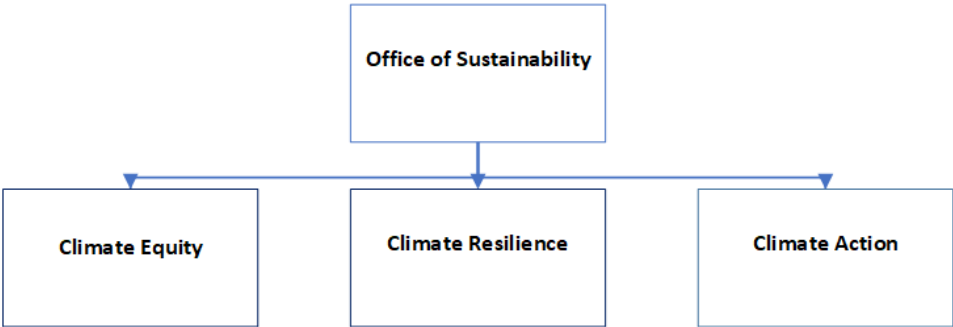 Office of Sustainability
Climate Equity
Climate Resilience
Climate Action